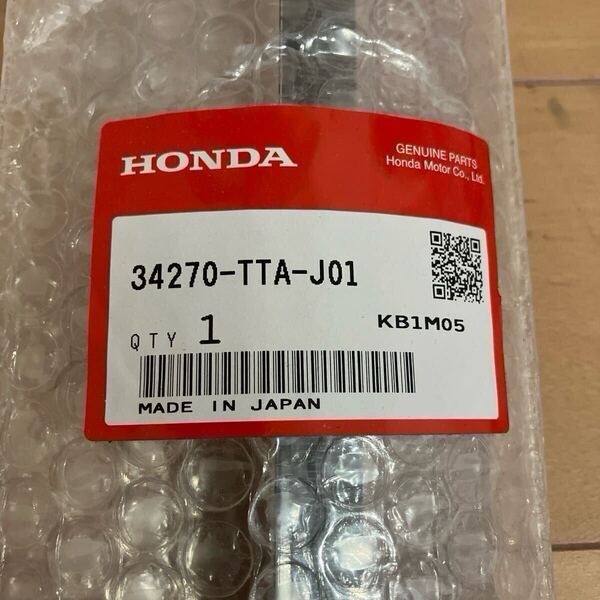 HONDA
GENUINE PARTS
Honda Motor Co., Ltd.
34270-TTA-J01
QTY 1
KB1M05
MADE IN JAPAN